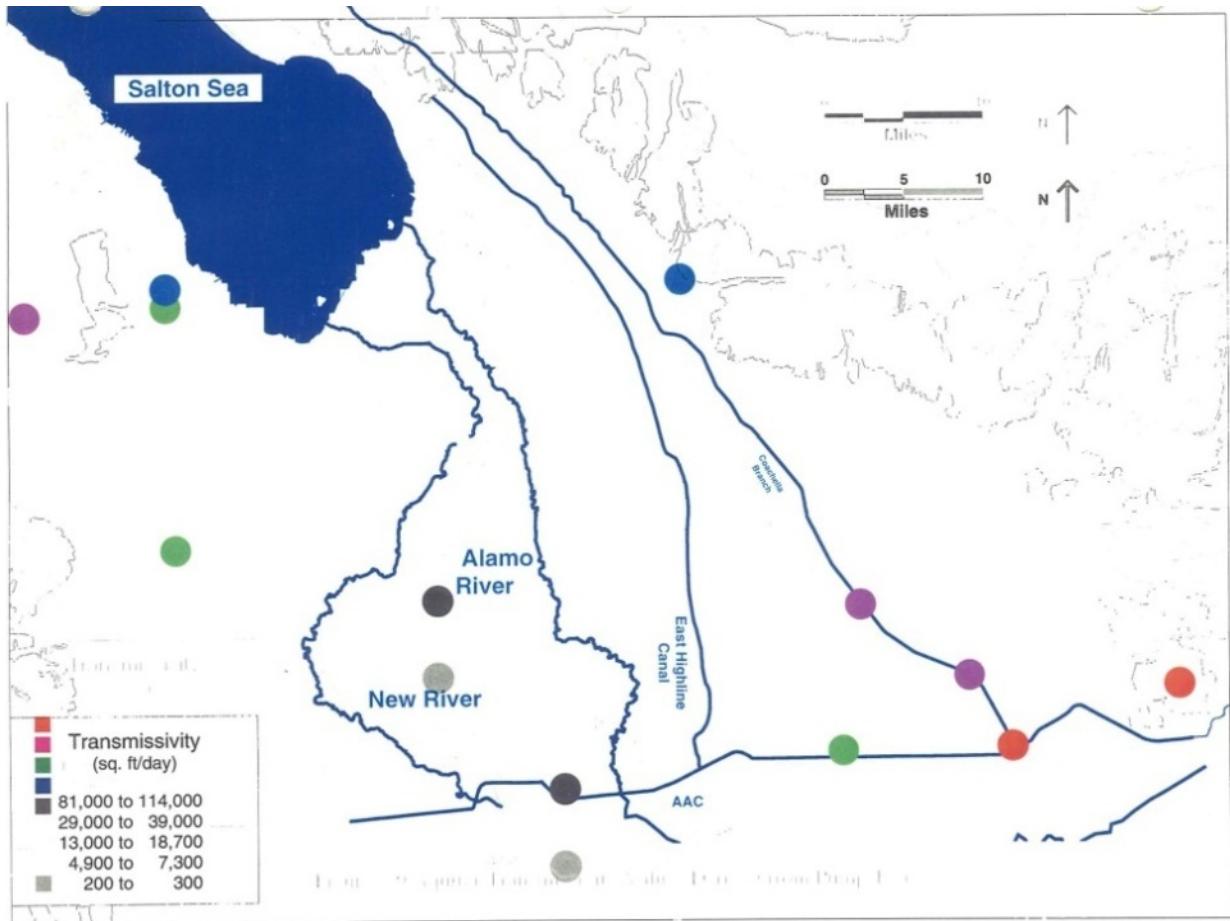 Salton Sea
Miles
N
0 5 10
Miles
N
Coachella
Branch
Alamo
River
East Highline
Canal
New River
AAC
Transmissivity
(sq. ft/day)
81,000 to 114,000
29,000 to 39,000
13,000 to 18,700
4,900 to 7,300
200 to 300